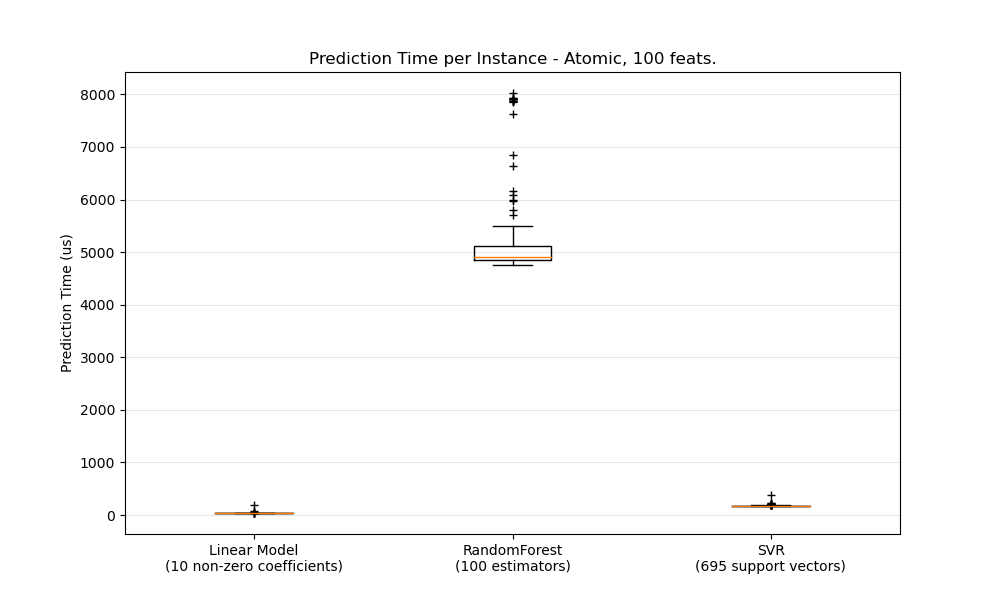 Prediction Time per Instance - Atomic, 100 feats.
Prediction Time (us)
8000
7000
6000
5000
4000
3000
2000
1000
0
Linear Model
(10 non-zero coefficients)
RandomForest
(100 estimators)
SVR
(695 support vectors)